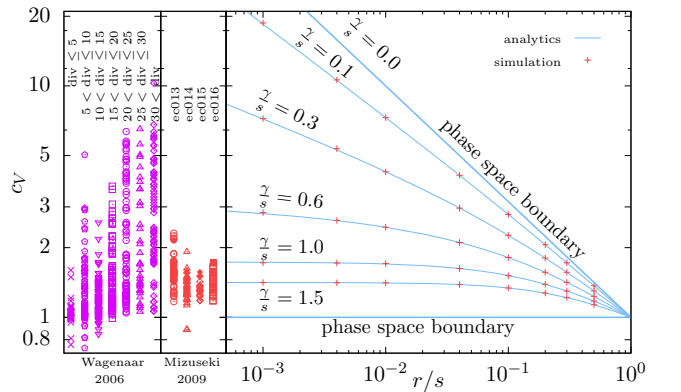 20
10
5
3
2
1
0.8
c_V
div ≤ 5
5 < div ≤ 10
10 < div ≤ 15
15 < div ≤ 20
20 < div ≤ 25
25 < div ≤ 30
30 < div
ec013
ec014
ec015
ec016
γ/s = 0.0
γ/s = 0.1
γ/s = 0.3
γ/s = 0.6
γ/s = 1.0
γ/s = 1.5
analytics
simulation
phase space boundary
phase space boundary
Wagenaar
2006
Mizuseki
2009
10⁻³ 10⁻² 10⁻¹ 10⁰
r/s